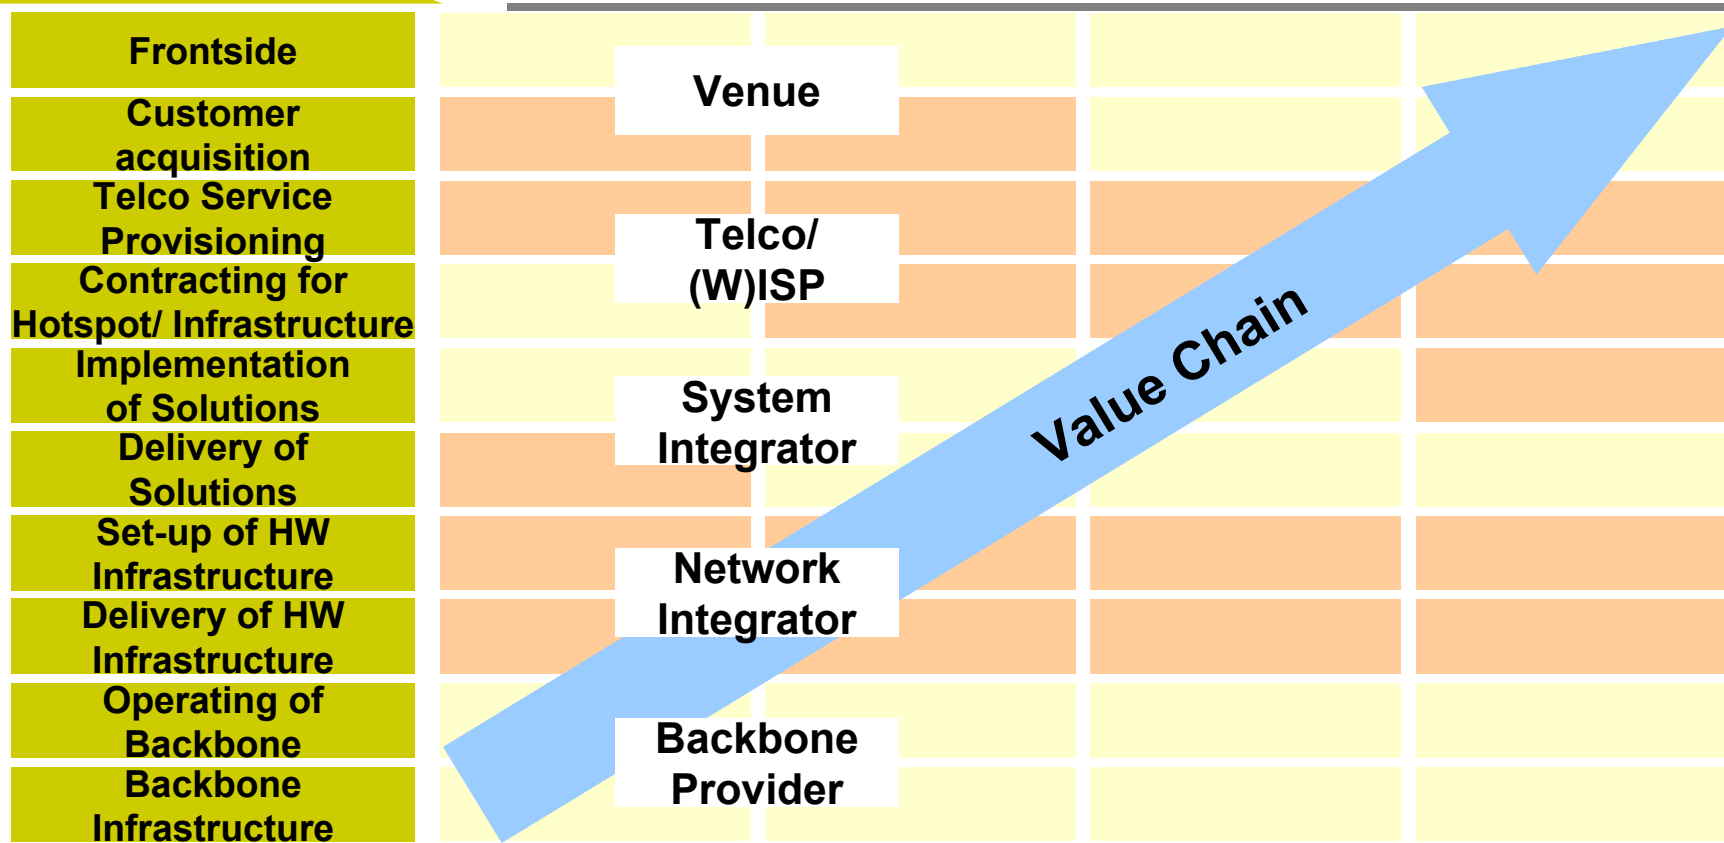 Frontside
Customer
acquisition
Telco Service
Provisioning
Contracting for
Hotspot/ Infrastructure
Implementation
of Solutions
Delivery of
Solutions
Set-up of HW
Infrastructure
Delivery of HW
Infrastructure
Operating of
Backbone
Backbone
Infrastructure
Venue
Telco/
(W)ISP
System
Integrator
Network
Integrator
Backbone
Provider
Value Chain